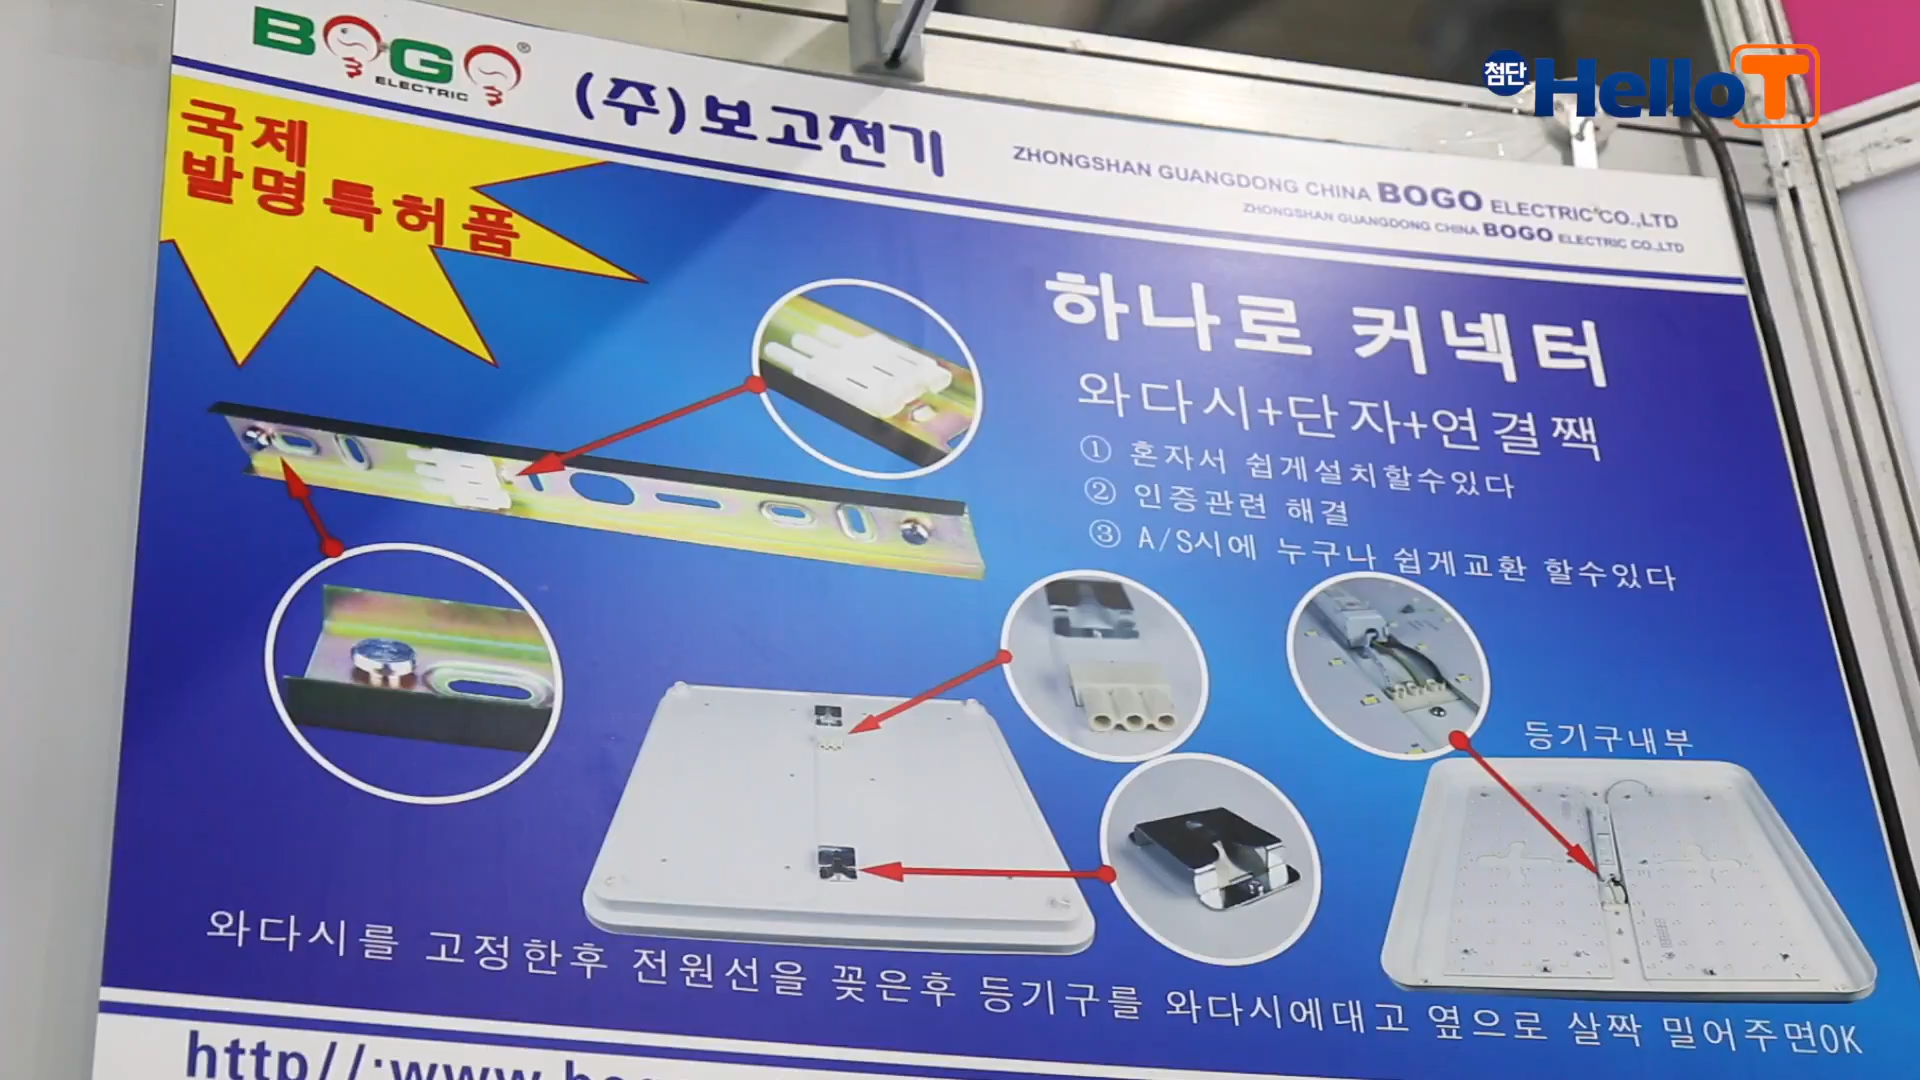 BOGO®
ELECTRIC
(주)보고전기
첨단 HelloT
ZHONGSHAN GUANGDONG CHINA BOGO ELECTRIC CO.,LTD
ZHONGSHAN GUANGDONG CHINA BOGO ELECTRIC CO.,LTD
국제
발명특허품
하나로 커넥터
와다시+단자+연결짹
① 혼자서 쉽게설치할수있다
② 인증관련 해결
③ A/S시에 누구나 쉽게교환 할수있다
등기구내부
와다시를 고정한후 전원선을 꽂은후 등기구를 와다시에대고 옆으로 살짝 밀어주면OK
http//:www.